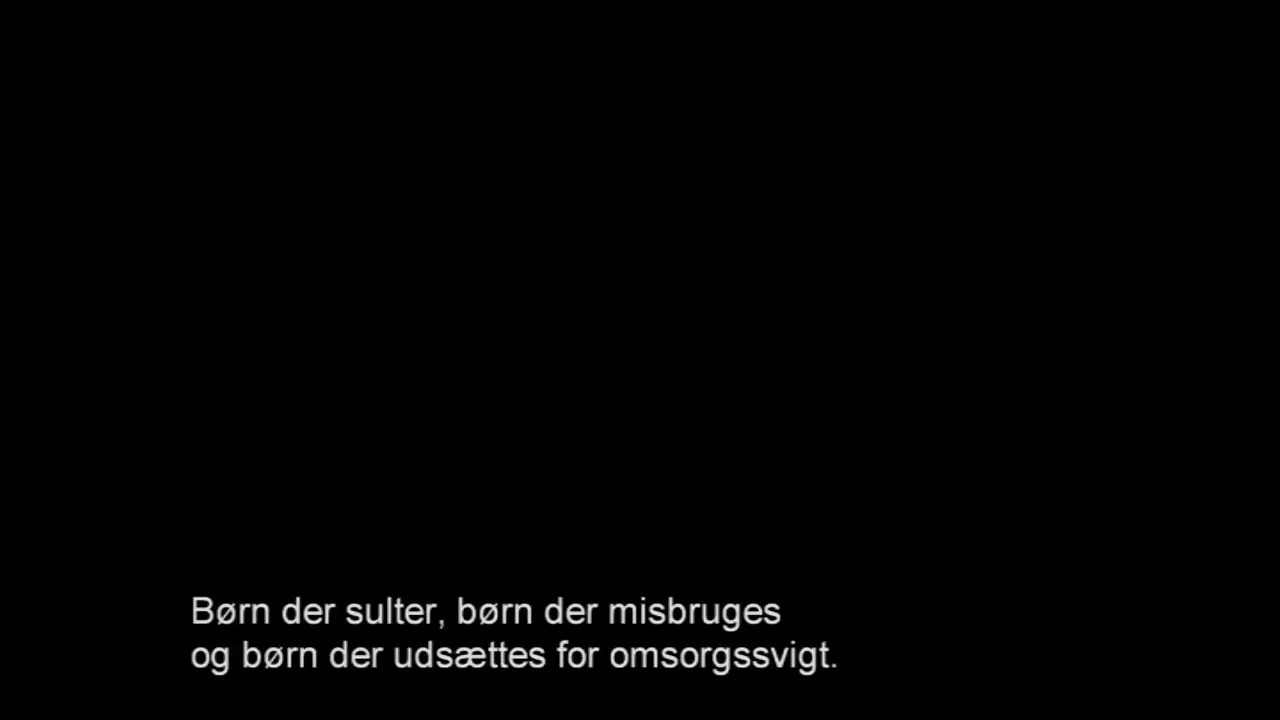 Børn der sulter, børn der misbruges
og børn der udsættes for omsorgssvigt.